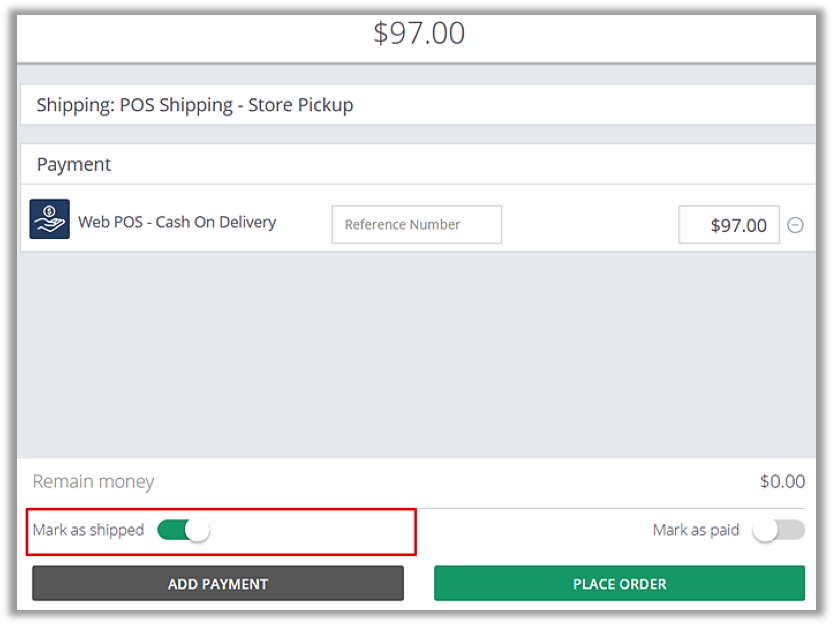 $97.00
Shipping: POS Shipping - Store Pickup
Payment
$
Web POS - Cash On Delivery
Reference Number
$97.00
Remain money
$0.00
Mark as shipped
Mark as paid
ADD PAYMENT
PLACE ORDER